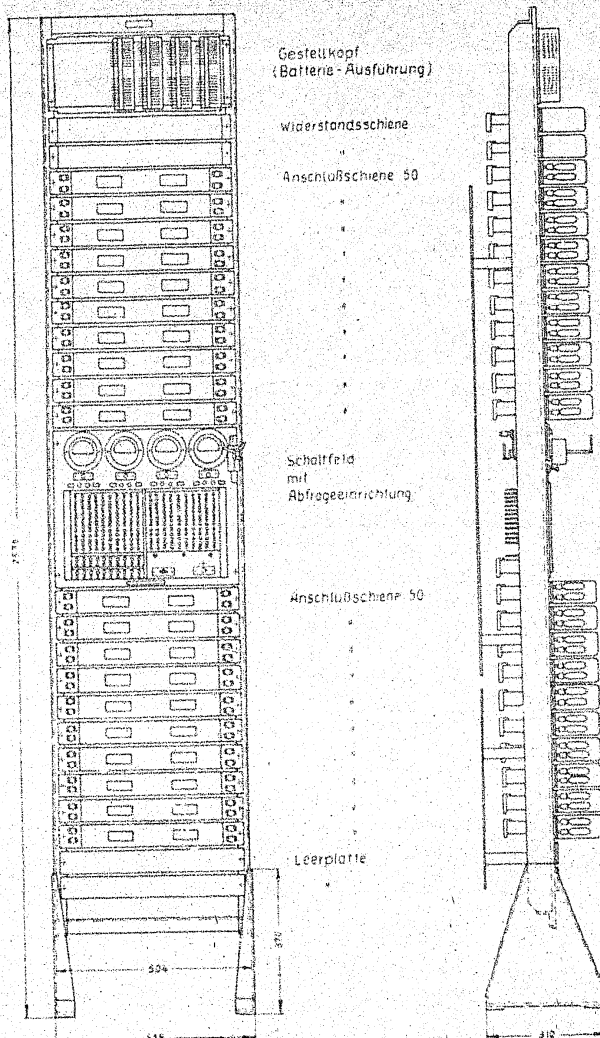 Gestellkopf
(Batterie-Ausführung)
Widerstandsschiene
"
Anschlußschiene 50
"
"
"
"
"
"
"
"
"
Schaltfeld
mit
Abfrageeinrichtung
Anschlußschiene 50
"
"
"
"
"
"
"
"
"
Leerplatte
"
504
370
310